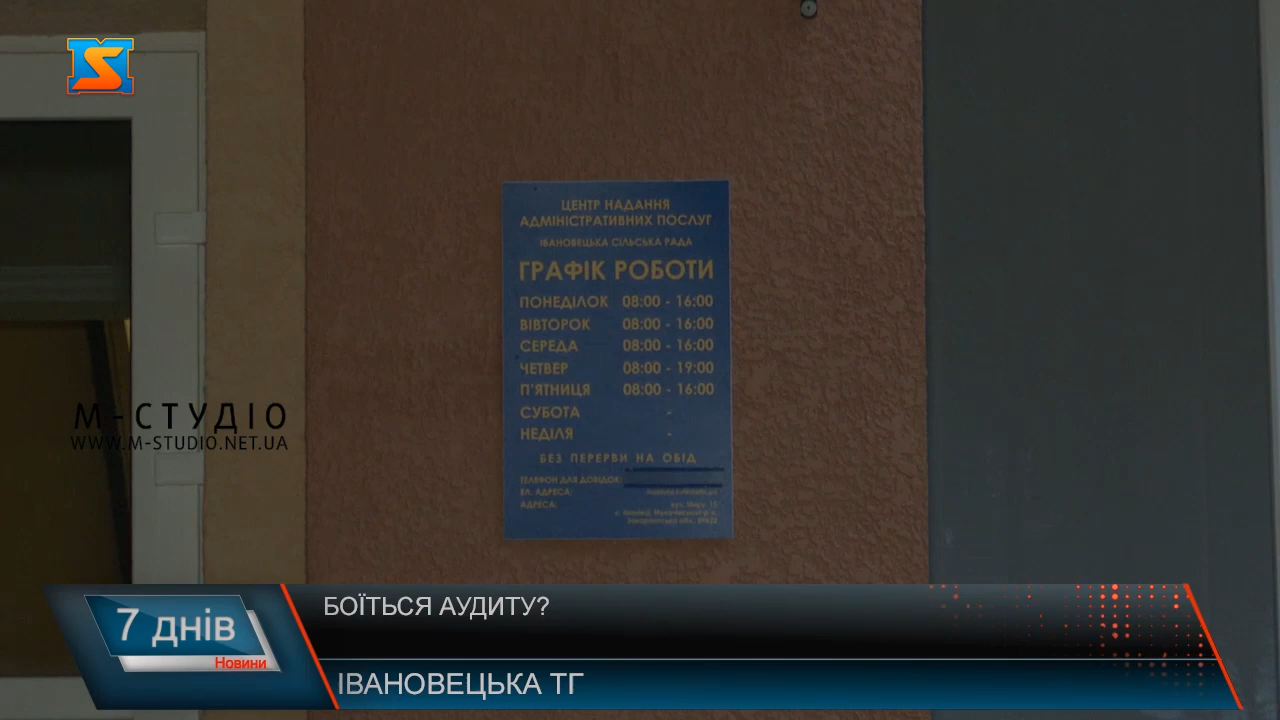 S
ЦЕНТР НАДАННЯ
АДМІНІСТРАТИВНИХ ПОСЛУГ
ІВАНОВЕЦЬКА СІЛЬСЬКА РАДА
ГРАФІК РОБОТИ
ПОНЕДІЛОК 08:00 - 16:00
ВІВТОРОК 08:00 - 16:00
СЕРЕДА 08:00 - 16:00
ЧЕТВЕР 08:00 - 19:00
П'ЯТНИЦЯ 08:00 - 16:00
СУБОТА -
НЕДІЛЯ -
БЕЗ ПЕРЕРВИ НА ОБІД
ТЕЛЕФОН ДЛЯ ДОВІДОК:
ЕЛ. АДРЕСА:
АДРЕСА: вул. Миру, 15
М-СТУДІО
WWW.M-STUDIO.NET.UA
7 днів
Новини
БОЇТЬСЯ АУДИТУ?
ІВАНОВЕЦЬКА ТГ